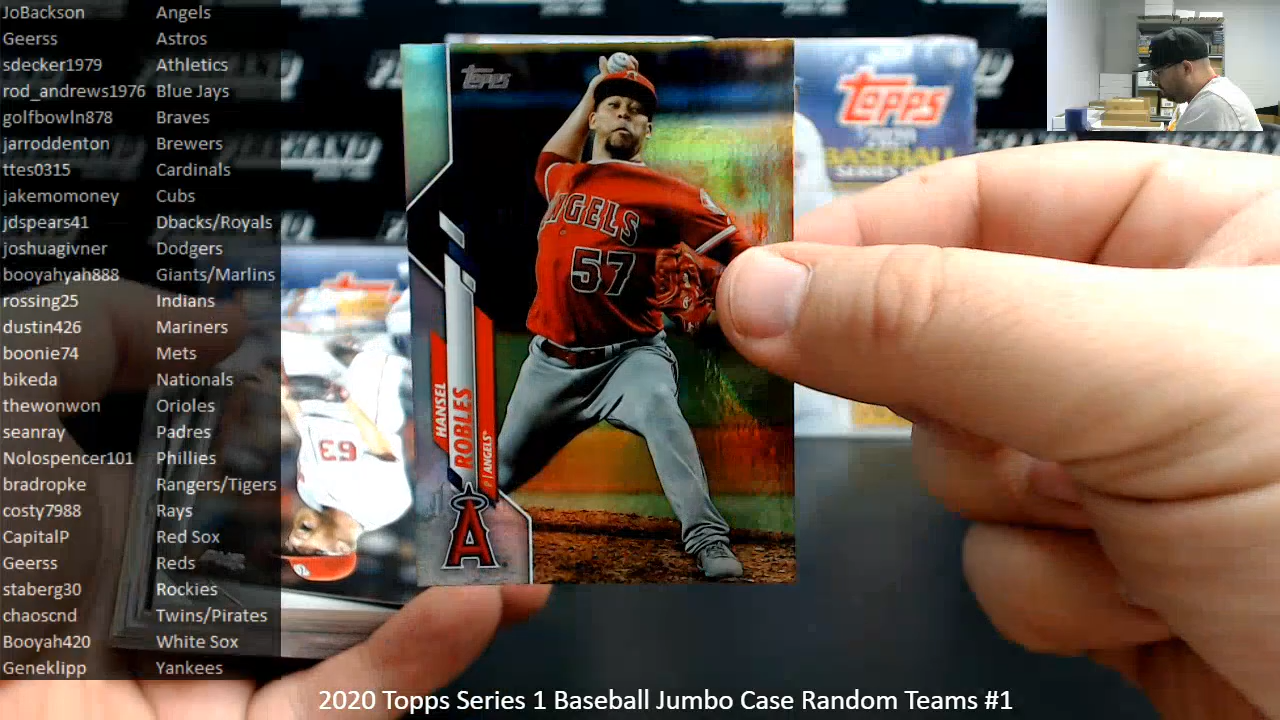 JoBackson Angels
Geerss Astros
sdecker1979 Athletics
rod_andrews1976 Blue Jays
golfbowln878 Braves
jarroddenton Brewers
ttes0315 Cardinals
jakemomoney Cubs
jdspears41 Dbacks/Royals
joshuagivner Dodgers
booyahyah888 Giants/Marlins
rossing25 Indians
dustin426 Mariners
boonie74 Mets
bikeda Nationals
thewonwon Orioles
seanray Padres
Nolospencer101 Phillies
bradropke Rangers/Tigers
costy7988 Rays
CapitalP Red Sox
Geerss Reds
staberg30 Rockies
chaoscnd Twins/Pirates
Booyah420 White Sox
Geneklipp Yankees
Topps
ANGELS
57
HANSEL
ROBLES
P | ANGELS
A
Topps
2020
BASEBALL
63
2020 Topps Series 1 Baseball Jumbo Case Random Teams #1